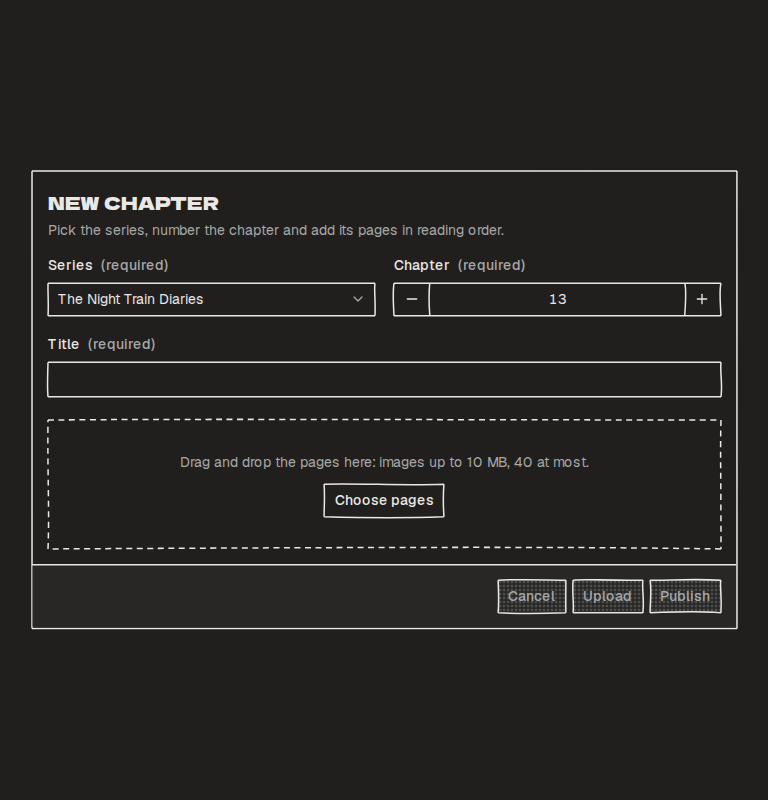 NEW CHAPTER
Pick the series, number the chapter and add its pages in reading order.
Series (required)
Chapter (required)
The Night Train Diaries
13
Title (required)
Drag and drop the pages here: images up to 10 MB, 40 at most.
Choose pages
Cancel
Upload
Publish